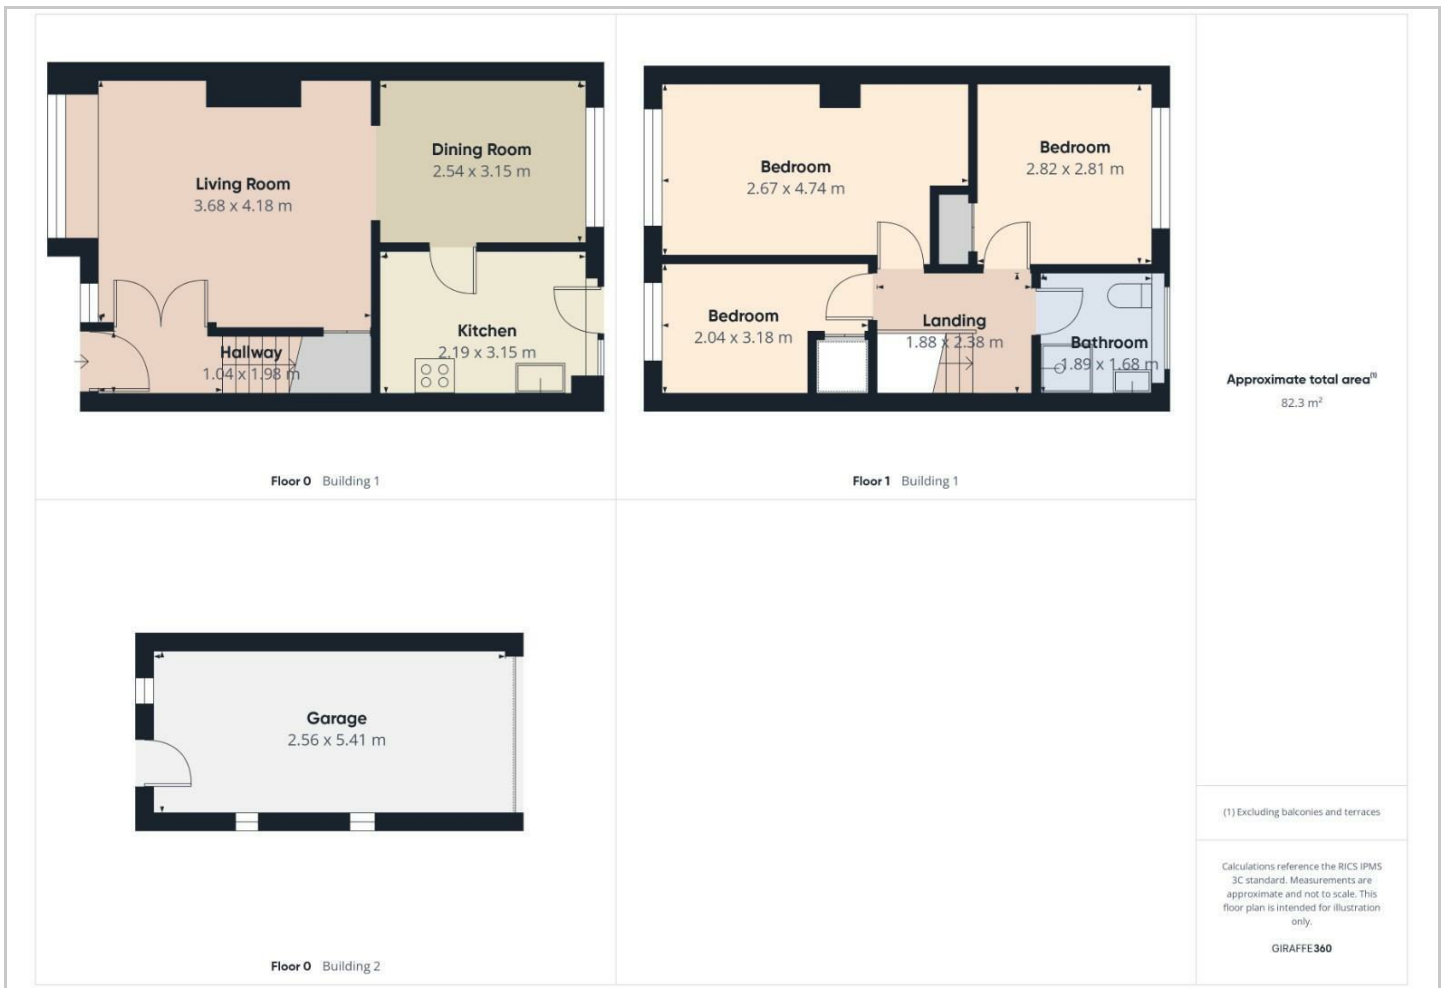 Living Room
3.68 x 4.18 m
Dining Room
2.54 x 3.15 m
Kitchen
2.19 x 3.15 m
Hallway
1.04 x 1.98 m
Floor 0 Building 1
Bedroom
2.67 x 4.74 m
Bedroom
2.82 x 2.81 m
Bedroom
2.04 x 3.18 m
Landing
1.88 x 2.38 m
Bathroom
1.89 x 1.68 m
Floor 1 Building 1
Garage
2.56 x 5.41 m
Floor 0 Building 2
Approximate total area(1)
82.3 m²
(1) Excluding balconies and terraces
Calculations reference the RICS IPMS
3C standard. Measurements are
approximate and not to scale. This
floor plan is intended for illustration
only.
GIRAFFE360